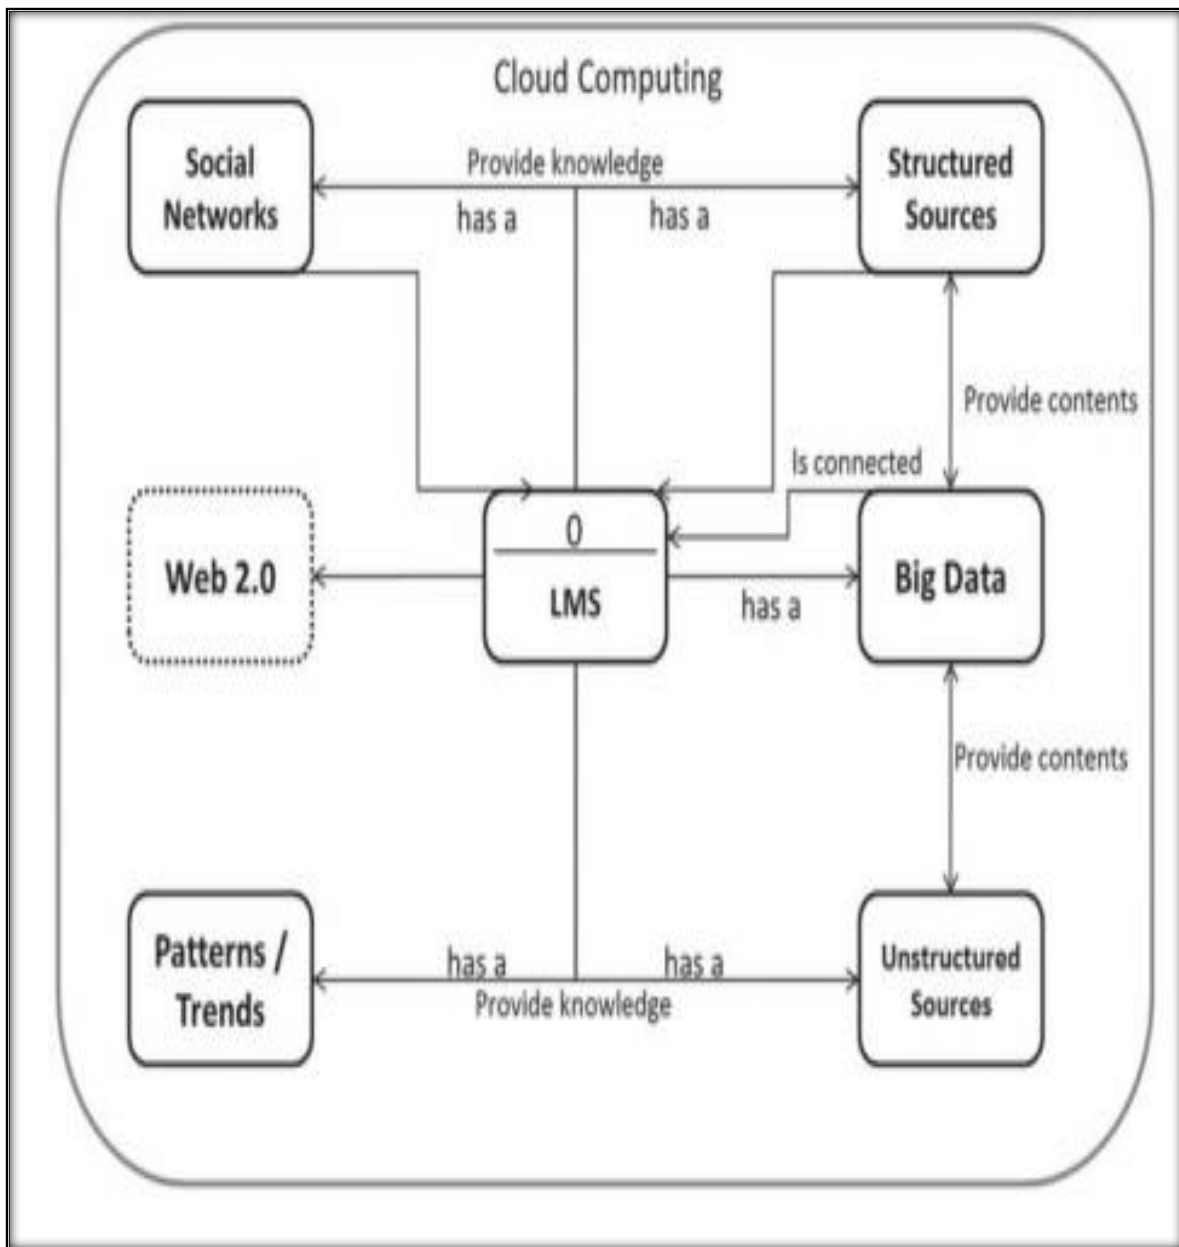 Cloud Computing
Social
Networks
Provide knowledge
has a
has a
Structured
Sources
Provide contents
Is connected
Web 2.0
0
LMS
has a
Big Data
Provide contents
Patterns /
Trends
has a
has a
Provide knowledge
Unstructured
Sources